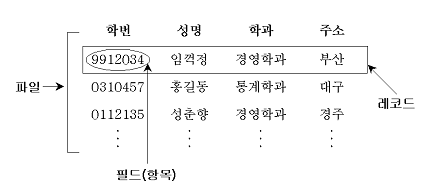 학번 성명 학과 주소
9912034 임꺽정 경영학과 부산
파일 0310457 홍길동 통계학과 대구
레코드
0112135 성춘향 경영학과 경주
필드(항목)